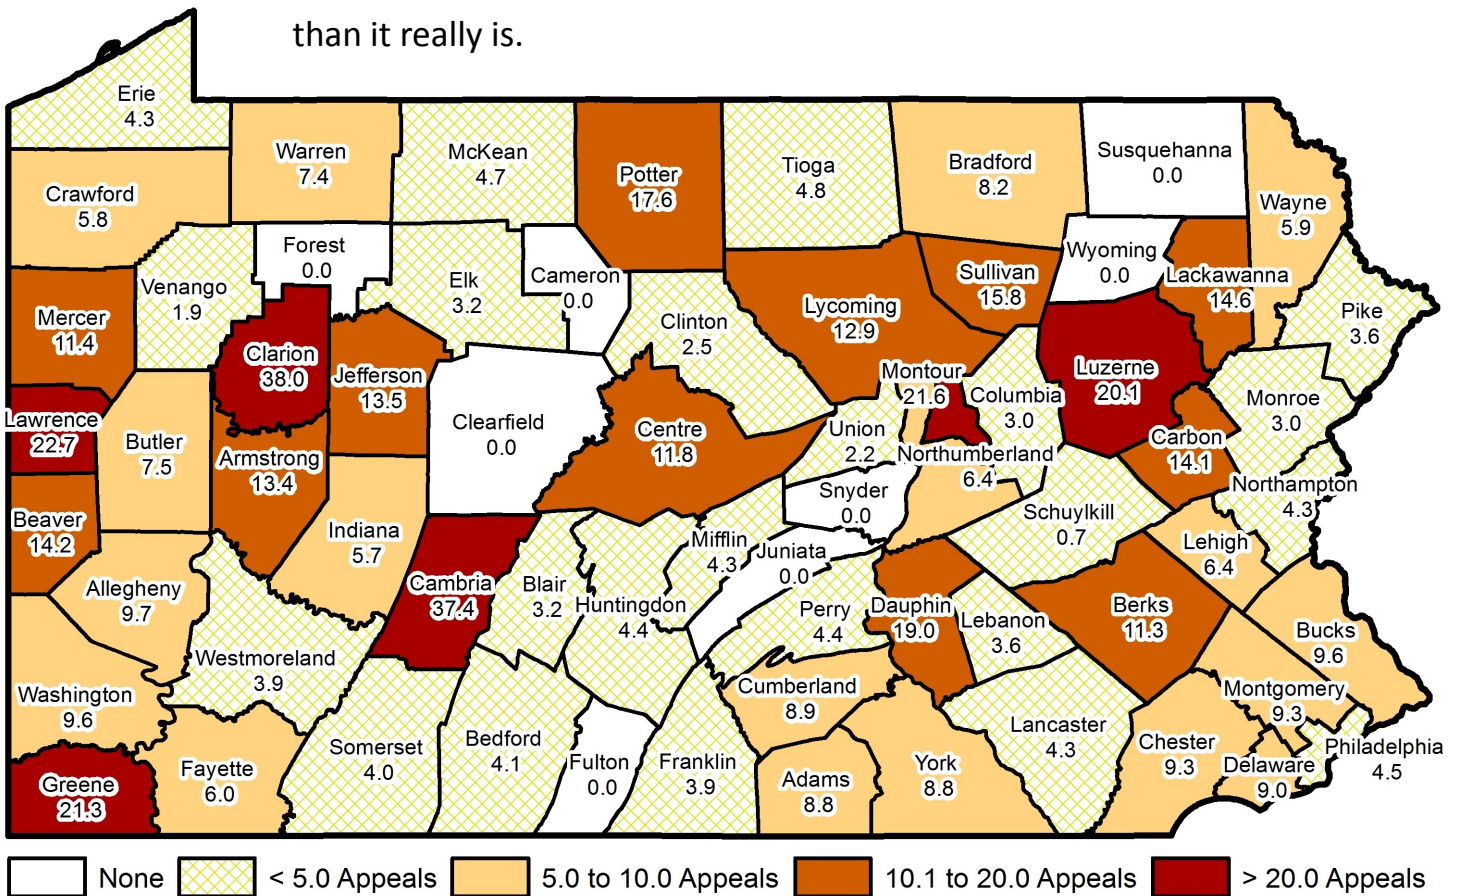 than it really is.
Erie
4.3
Warren
7.4
McKean
4.7
Potter
17.6
Tioga
4.8
Bradford
8.2
Susquehanna
0.0
Wayne
5.9
Crawford
5.8
Forest
0.0
Venango
1.9
Elk
3.2
Cameron
0.0
Clinton
2.5
Lycoming
12.9
Sullivan
15.8
Wyoming
0.0
Lackawanna
14.6
Pike
3.6
Mercer
11.4
Clarion
38.0
Jefferson
13.5
Clearfield
0.0
Centre
11.8
Union
2.2
Montour
21.6
Columbia
3.0
Luzerne
20.1
Monroe
3.0
Carbon
14.1
Lawrence
22.7
Butler
7.5
Armstrong
13.4
Snyder
0.0
Northumberland
6.4
Northampton
4.3
Beaver
14.2
Indiana
5.7
Mifflin
4.3
Juniata
0.0
Schuylkill
0.7
Lehigh
6.4
Allegheny
9.7
Cambria
37.4
Blair
3.2
Huntingdon
4.4
Perry
4.4
Dauphin
19.0
Lebanon
3.6
Berks
11.3
Bucks
9.6
Westmoreland
3.9
Washington
9.6
Cumberland
8.9
Montgomery
9.3
Lancaster
4.3
Somerset
4.0
Bedford
4.1
Fulton
0.0
Franklin
3.9
Adams
8.8
York
8.8
Chester
9.3
Delaware
9.0
Philadelphia
4.5
Fayette
6.0
Greene
21.3
None
< 5.0 Appeals
5.0 to 10.0 Appeals
10.1 to 20.0 Appeals
> 20.0 Appeals